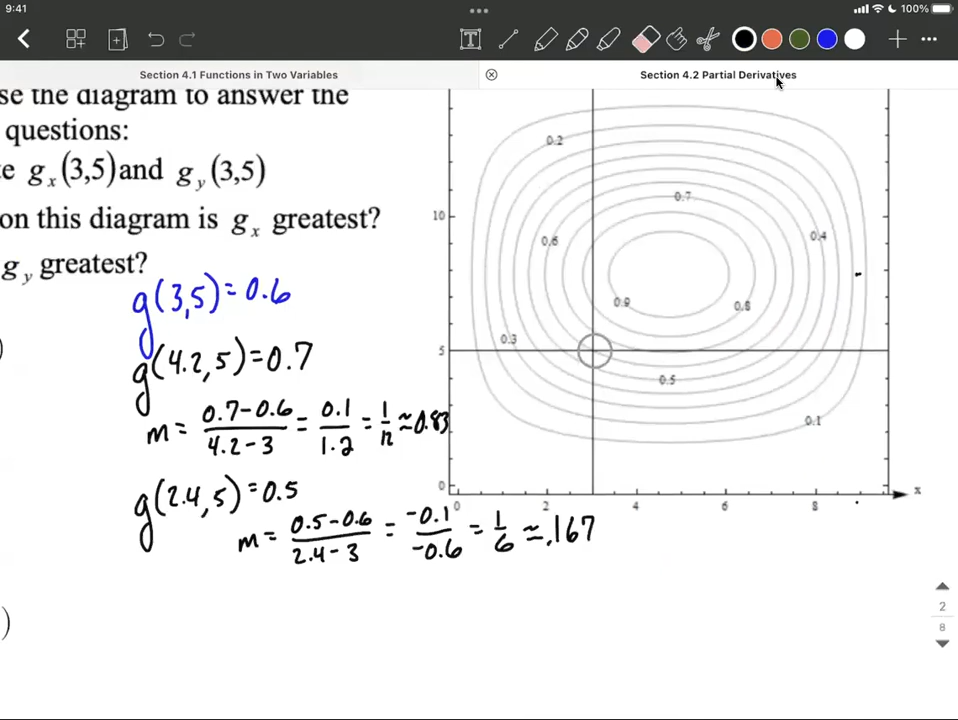 9:41
100%
Section 4.1 Functions in Two Variables
Section 4.2 Partial Derivatives
se the diagram to answer the
questions:
e g_x(3,5) and g_y(3,5)
on this diagram is g_x greatest?
g_y greatest?
g(3,5) = 0.6
g(4.2,5) = 0.7
m = (0.7-0.6)/(4.2-3) = 0.1/1.2 = 1/12 ≈ 0.83
g(2.4,5) = 0.5
m = (0.5-0.6)/(2.4-3) = -0.1/-0.6 = 1/6 ≈ .167
)
)
0.2
0.7
10
0.6
0.4
0.9
0.8
0.3
5
0.5
0.1
0
x
0 2 4 6 8
2
8